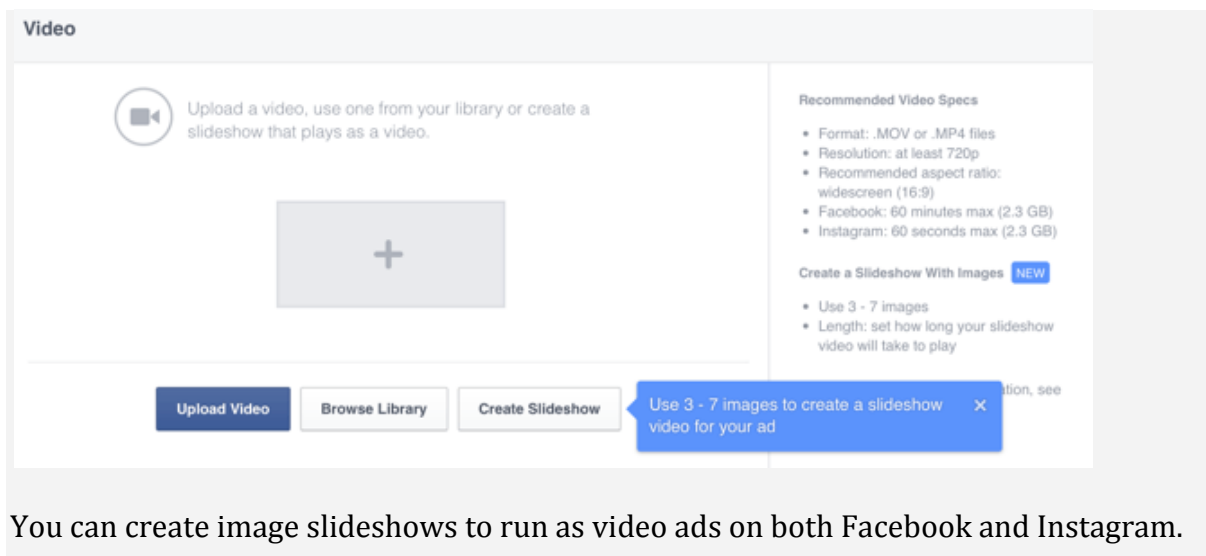 Video
Upload a video, use one from your library or create a
slideshow that plays as a video.
Upload Video
Browse Library
Create Slideshow
Use 3 - 7 images to create a slideshow
video for your ad
Recommended Video Specs
• Format: .MOV or .MP4 files
• Resolution: at least 720p
• Recommended aspect ratio:
widescreen (16:9)
• Facebook: 60 minutes max (2.3 GB)
• Instagram: 60 seconds max (2.3 GB)
Create a Slideshow With Images NEW
• Use 3 - 7 images
• Length: set how long your slideshow
video will take to play
see
You can create image slideshows to run as video ads on both Facebook and Instagram.